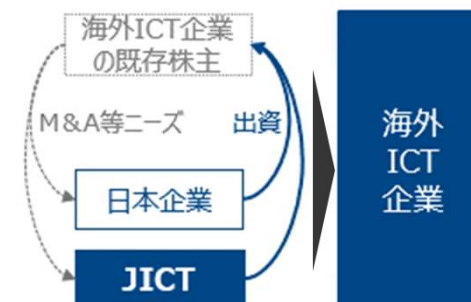 海外ICT企業
の既存株主
M&A等ニーズ
出資
日本企業
JICT
海外
ICT
企業